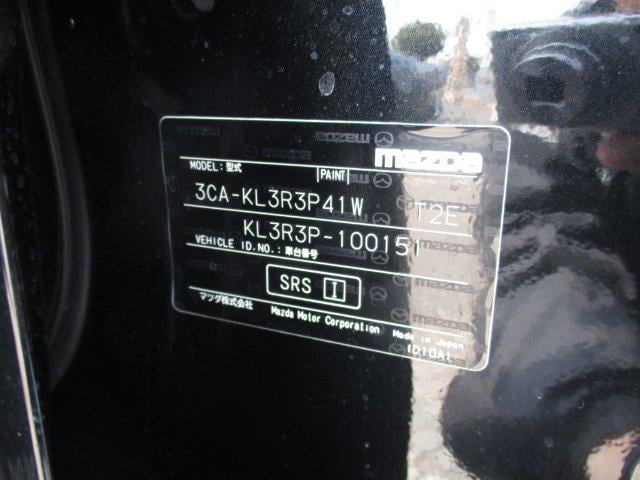 mazda
MODEL:型式 PAINT
3CA-KL3R3P41W T2E
KL3R3P-100151
VEHICLE ID.NO.:車台番号
SRS I
マツダ株式会社 Mazda Motor Corporation Made in Japan
ID10A1